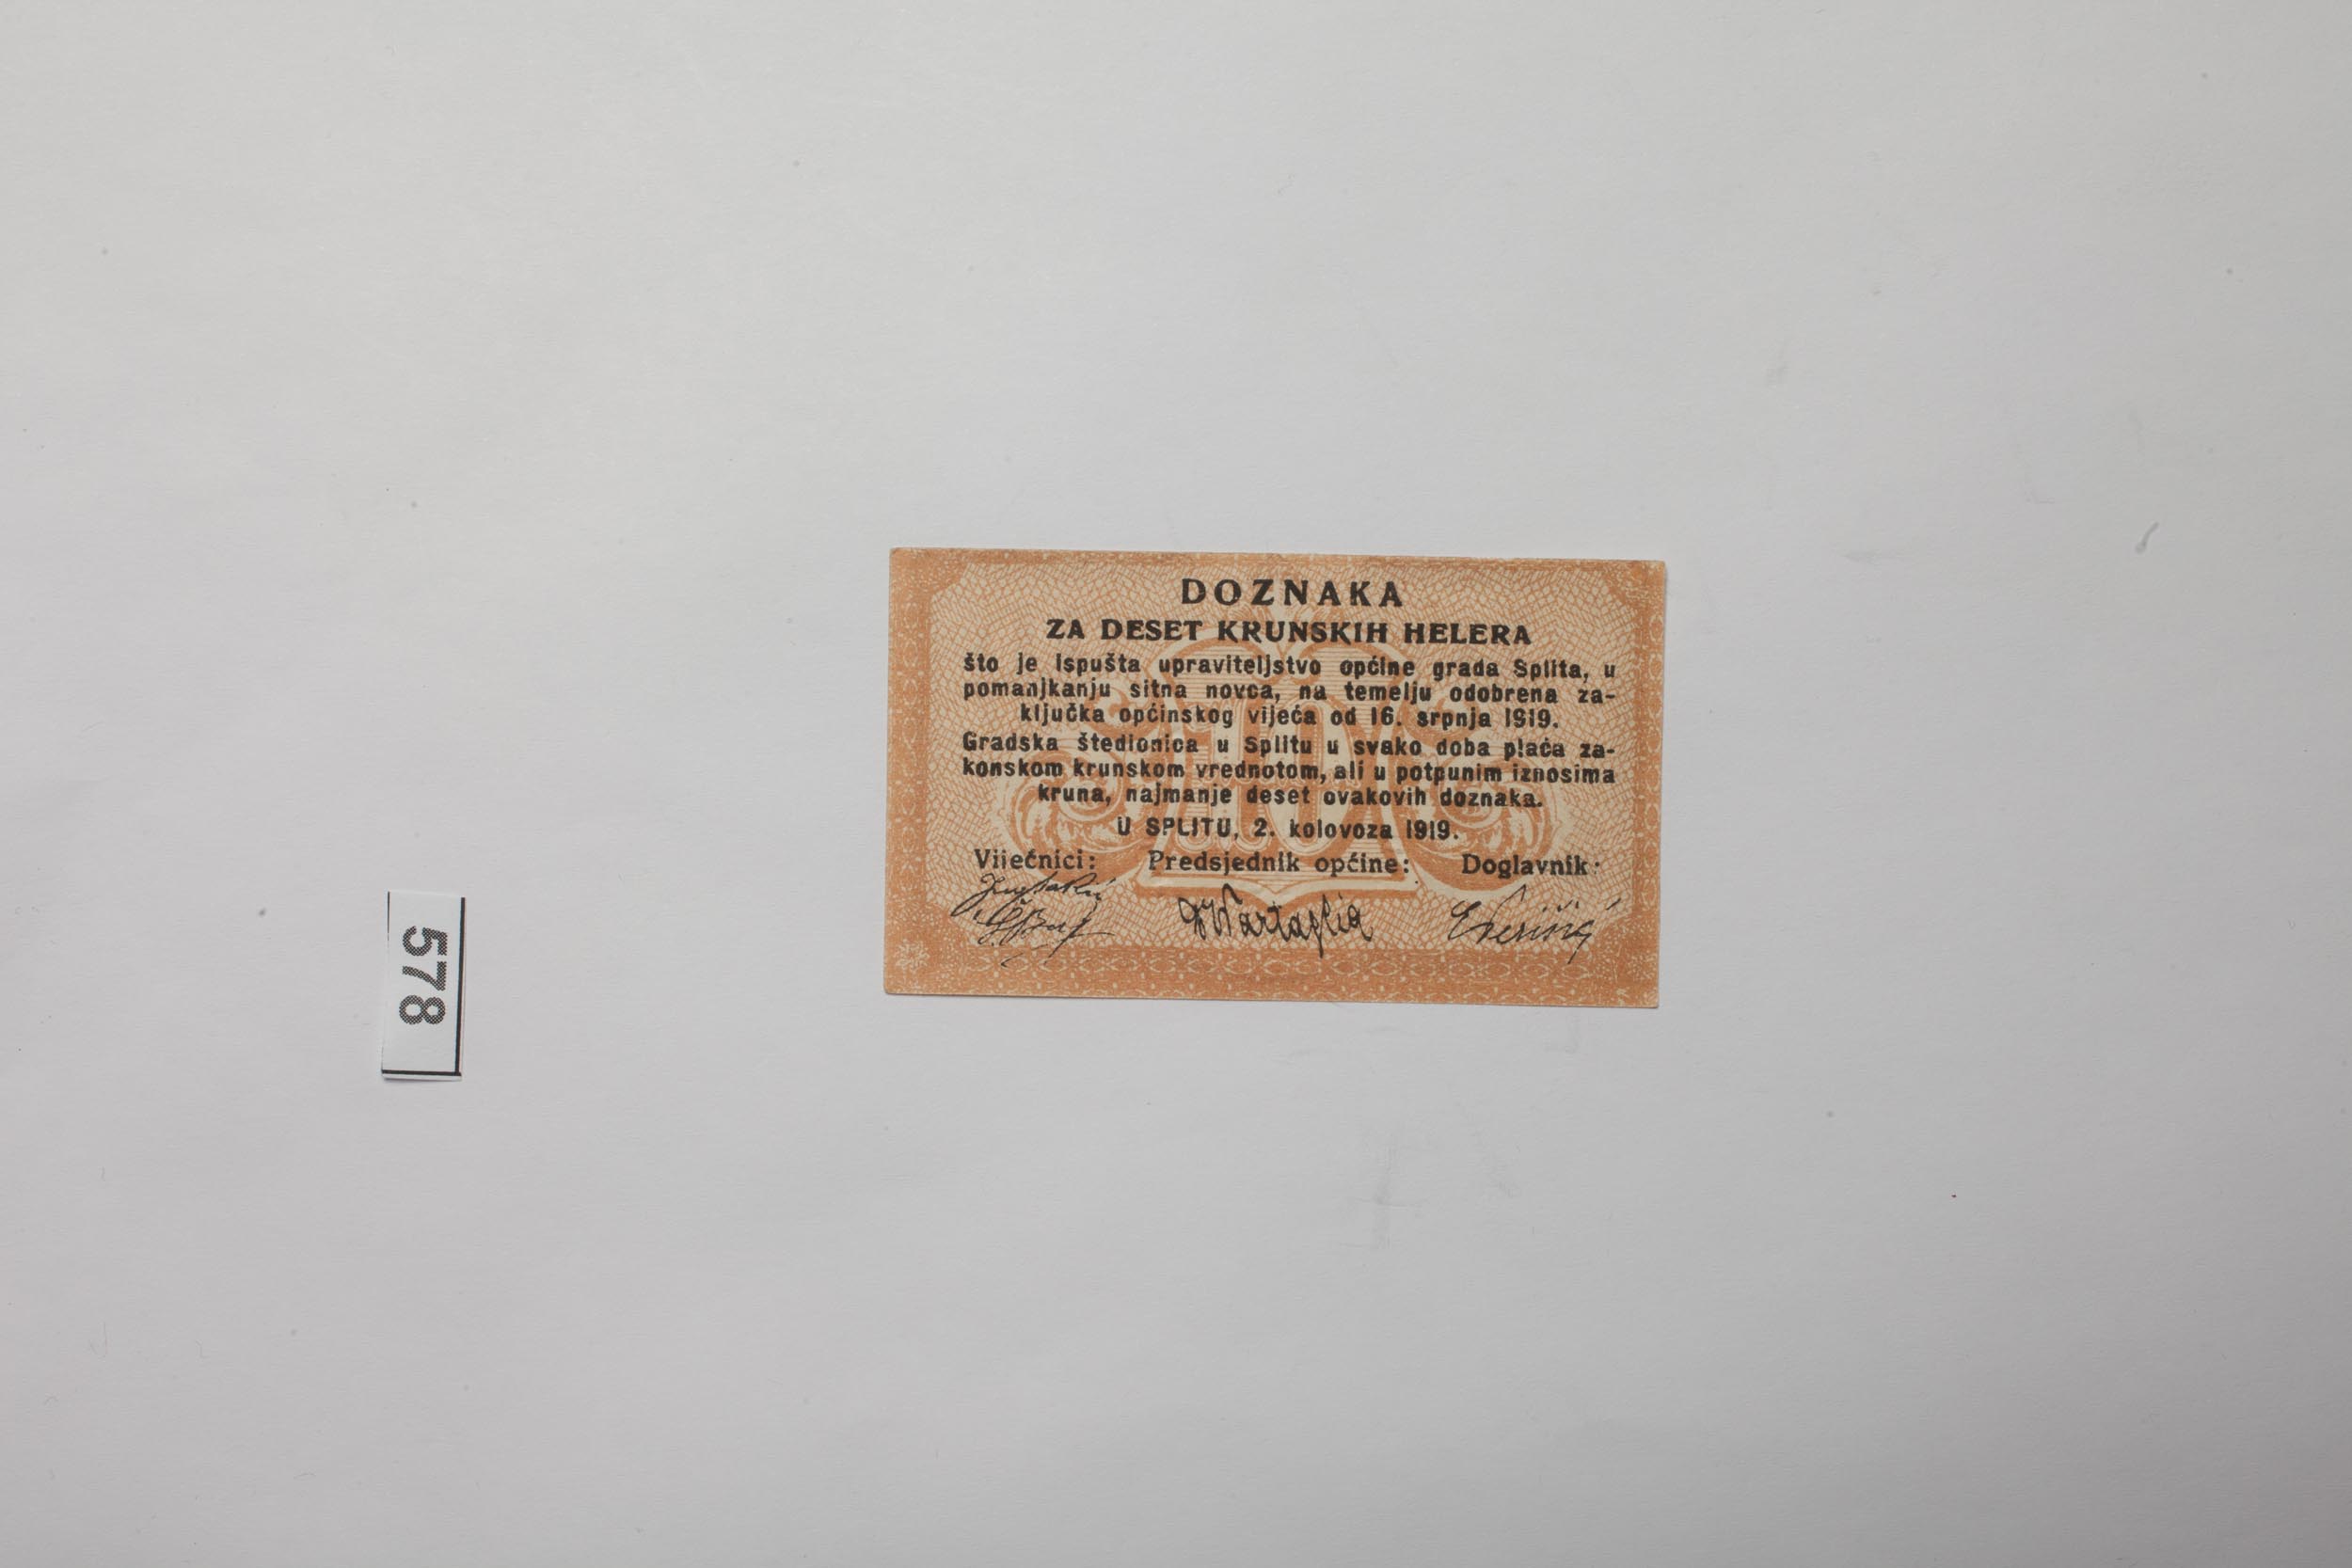 DOZNAKA
ZA DESET KRUNSKIH HELERA
što je ispušta upraviteljstvo općine grada Splita, u
pomanjkanju sitna novca, na temelju odobrena za-
ključka općinskog vijeća od 16. srpnja 1919.
Gradska štedionica u Splitu u svako doba plaća za-
konskom krunskom vrednotom, ali u potpunim iznosima
kruna, najmanje deset ovakovih doznaka.
U SPLITU, 2. kolovoza 1919.
Vijećnici: Predsjednik općine: Doglavnik:
10
578